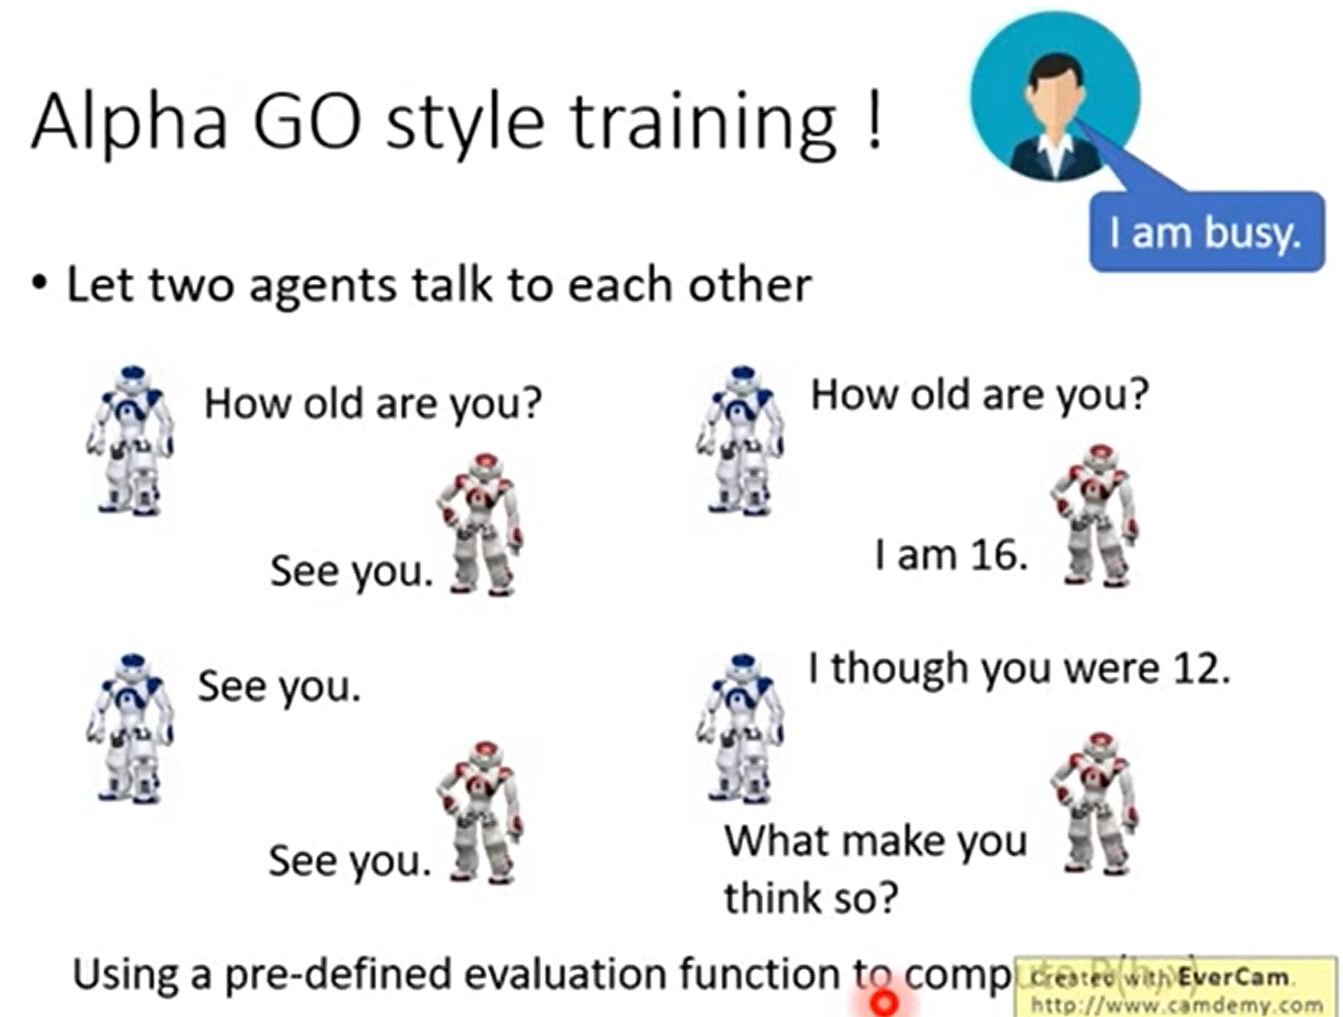 Alpha GO style training !
I am busy.
• Let two agents talk to each other
How old are you?
See you.
See you.
See you.
How old are you?
I am 16.
I though you were 12.
What make you
think so?
Using a pre-defined evaluation function to compute R(h,x)
Created with EverCam.
http://www.camdemy.com